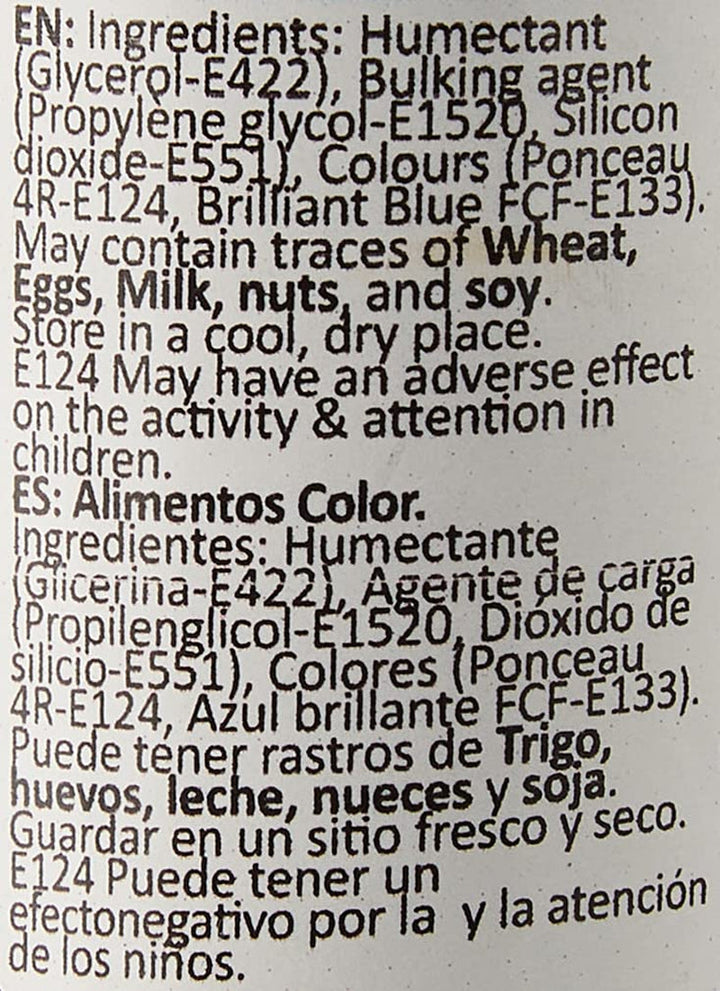 EN: Ingredients: Humectant
(Glycerol-E422), Bulking agent
(Propylene glycol-E1520, Silicon
dioxide-E551), Colours (Ponceau
4R-E124, Brilliant Blue FCF-E133).
May contain traces of Wheat,
Eggs, Milk, nuts, and soy.
Store in a cool, dry place.
E124 May have an adverse effect
on the activity & attention in
children.
ES: Alimentos Color.
Ingredientes: Humectante
(Glicerina-E422), Agente de carga
(Propilenglicol-E1520, Dióxido de
silicio-E551), Colores (Ponceau
4R-E124, Azul brillante FCF-E133).
Puede tener rastros de Trigo,
huevos, leche, nueces y soja.
Guardar en un sitio fresco y seco.
E124 Puede tener un
efectonegativo por la y la atención
de los niños.